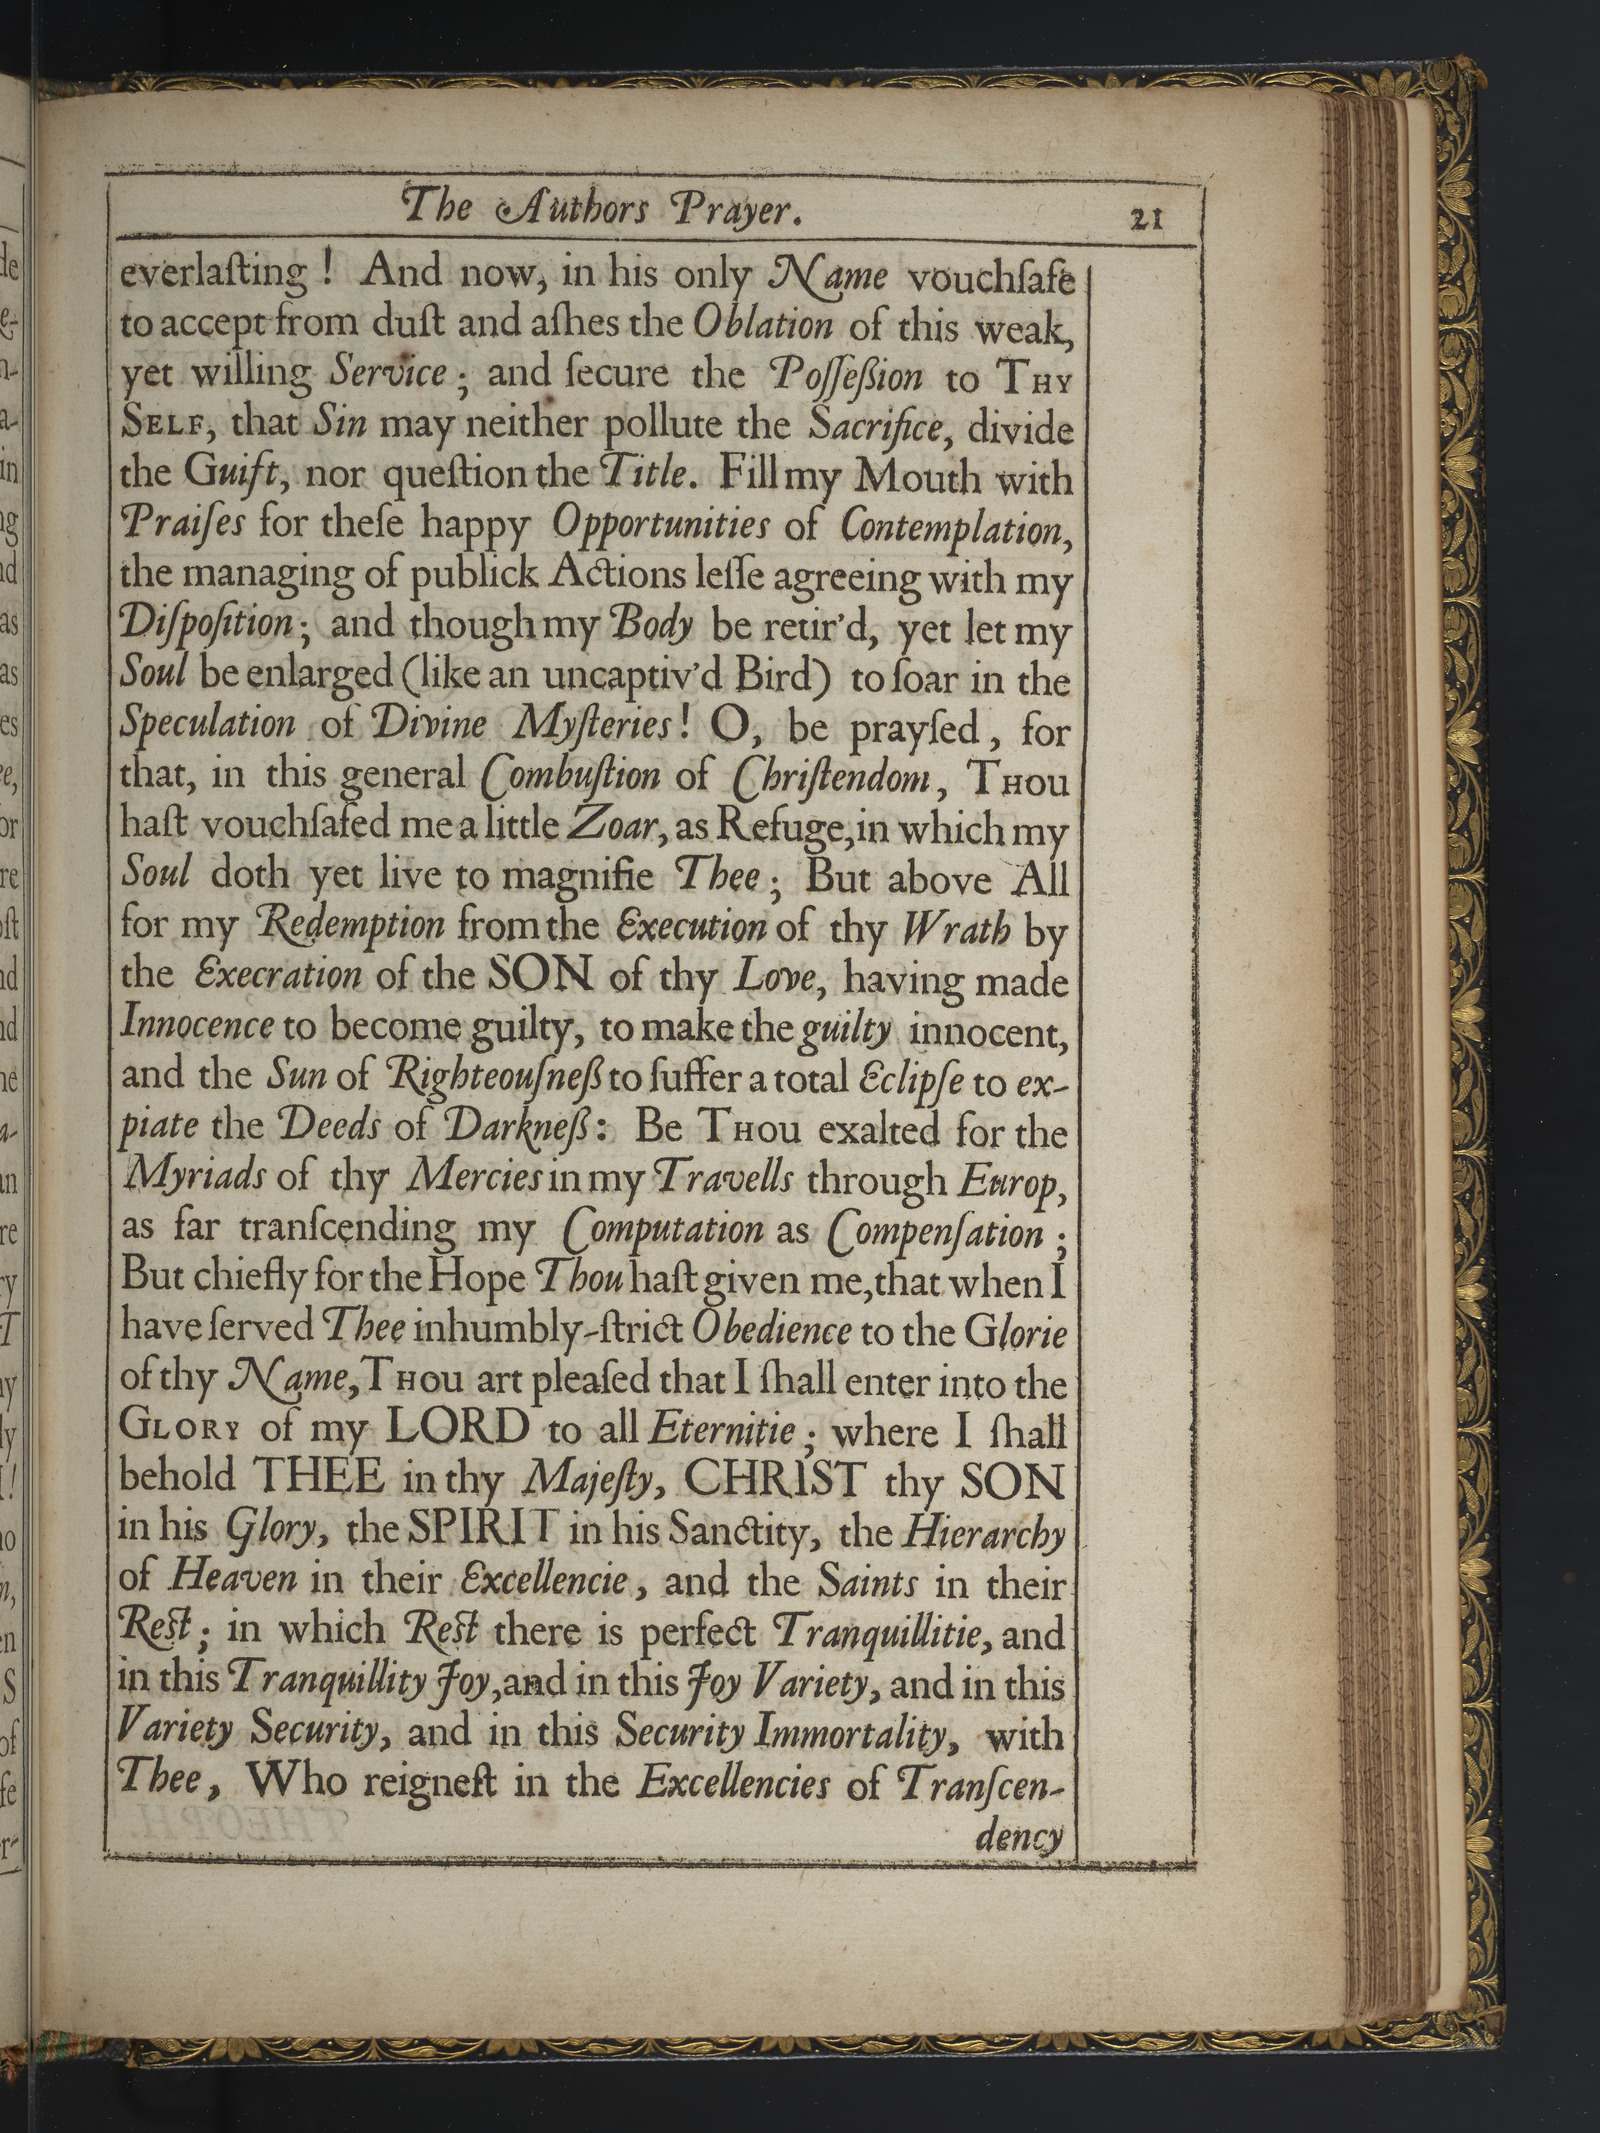 The Authors Prayer. 21
everlaſting! And now, in his only Name vouchſafe
to accept from duſt and aſhes the Oblation of this weak,
yet willing Service; and ſecure the Poſſeßion to THY
SELF, that Sin may neither pollute the Sacrifice, divide
the Guift, nor queſtion the Title. Fill my Mouth with
Praiſes for theſe happy Opportunities of Contemplation,
the managing of publick Actions leſſe agreeing with my
Diſpoſition; and though my Body be retir'd, yet let my
Soul be enlarged (like an uncaptiv'd Bird) to ſoar in the
Speculation of Divine Myſteries! O, be prayſed, for
that, in this general Combuſtion of Chriſtendom, THOU
haſt vouchſafed me a little Zoar, as Refuge, in which my
Soul doth yet live to magnifie Thee; But above All
for my Redemption from the Execution of thy Wrath by
the Execration of the SON of thy Love, having made
Innocence to become guilty, to make the guilty innocent,
and the Sun of Righteouſneß to ſuffer a total Eclipſe to ex-
piate the Deeds of Darkneß: Be THOU exalted for the
Myriads of thy Mercies in my Travells through Europ,
as far tranſcending my Computation as Compenſation;
But chiefly for the Hope Thou haſt given me, that when I
have ſerved Thee in humbly-ſtrict Obedience to the Glorie
of thy Name, THOU art pleaſed that I ſhall enter into the
GLORY of my LORD to all Eternitie; where I ſhall
behold THEE in thy Majeſty, CHRIST thy SON
in his Glory, the SPIRIT in his Sanctity, the Hierarchy
of Heaven in their Excellencie, and the Saints in their
Reſt; in which Reſt there is perfect Tranquillitie, and
in this Tranquillity Joy, and in this Joy Variety, and in this
Variety Security, and in this Security Immortality, with
Thee, Who reigneſt in the Excellencies of Tranſcen-
dency